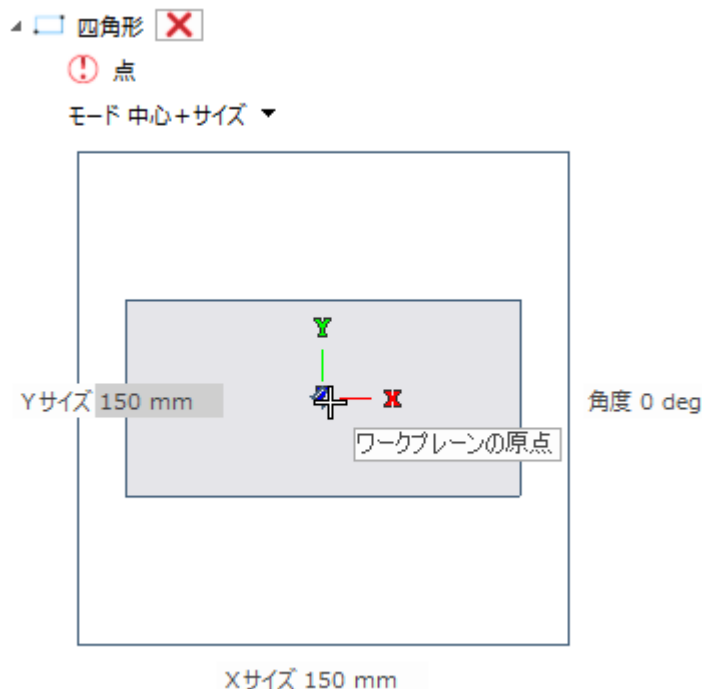 四角形
点
モード 中心+サイズ
Y
X
Yサイズ 150 mm
角度 0 deg
ワークプレーンの原点
Xサイズ 150 mm